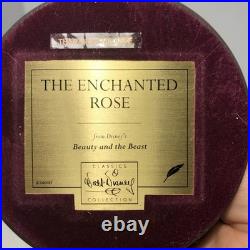 THE ENCHANTED
ROSE
from Disney's
Beauty and the Beast
CLASSICS
Walt Disney
COLLECTION